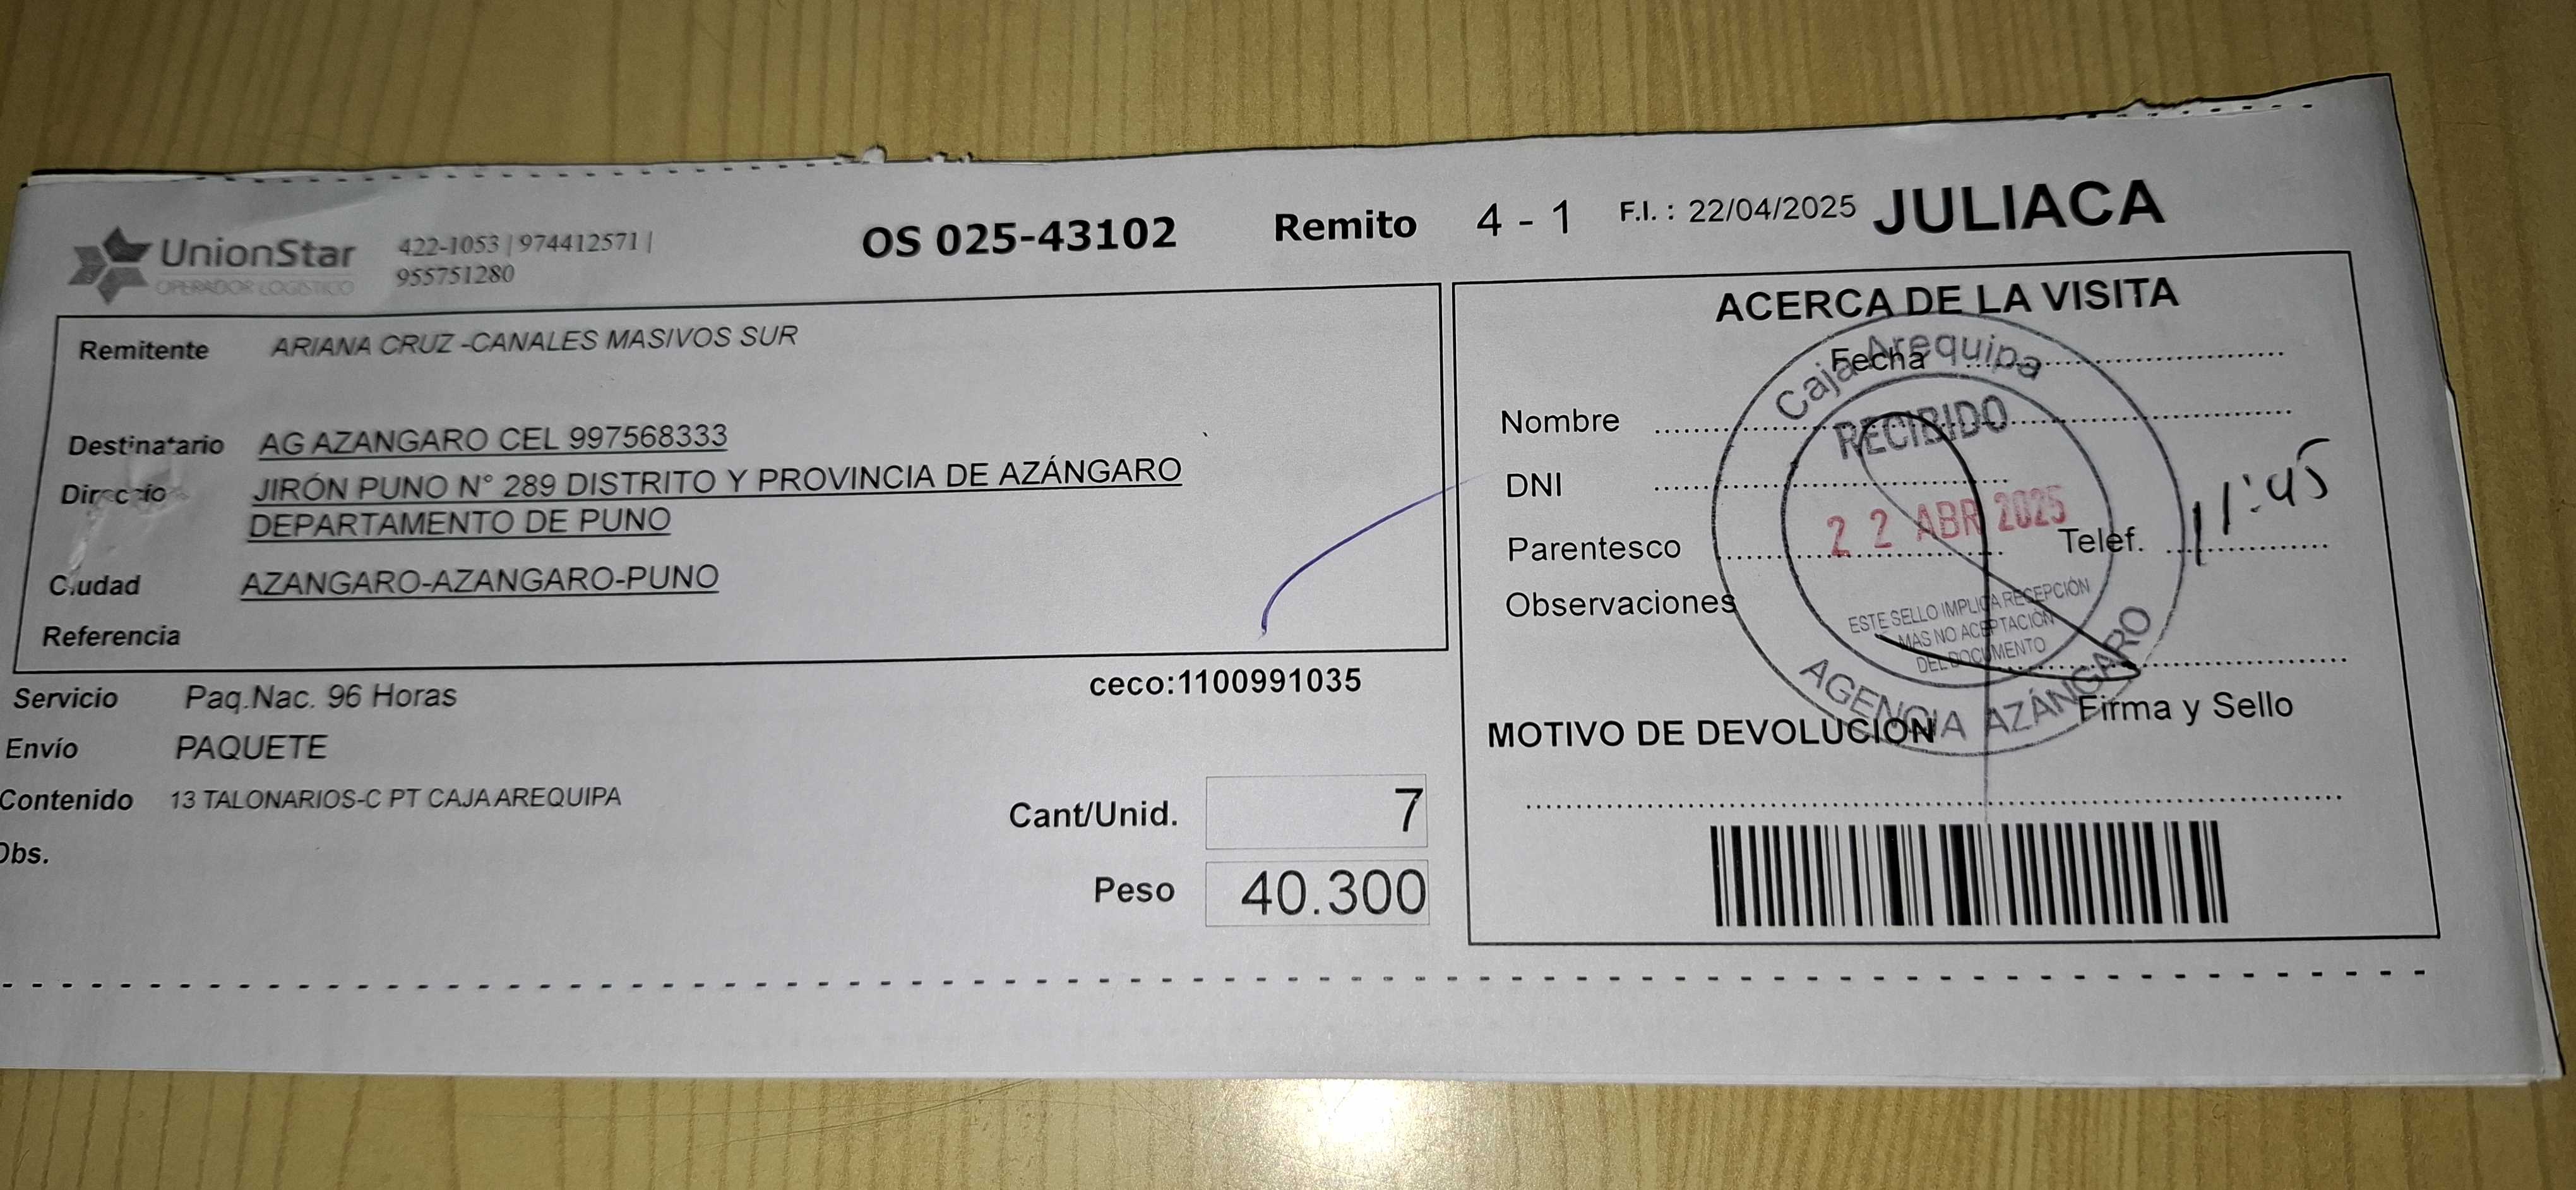 UnionStar
OPERADOR LOGÍSTICO
422-1053 | 974412571 |
955751280
OS 025-43102
Remito 4 - 1
F.I. : 22/04/2025
JULIACA
Remitente ARIANA CRUZ -CANALES MASIVOS SUR
Destinatario AG AZANGARO CEL 997568333
Direccio JIRÓN PUNO N° 289 DISTRITO Y PROVINCIA DE AZÁNGARO
DEPARTAMENTO DE PUNO
Ciudad AZANGARO-AZANGARO-PUNO
Referencia
ceco:1100991035
Servicio Paq.Nac. 96 Horas
Envío PAQUETE
Contenido 13 TALONARIOS-C PT CAJA AREQUIPA
Obs.
Cant/Unid. 7
Peso 40.300
ACERCA DE LA VISITA
Fecha
Nombre
DNI
Parentesco
Telef.
11:45
Observaciones
Firma y Sello
MOTIVO DE DEVOLUCION
Caja Arequipa
RECIBIDO
22 ABR 2025
ESTE SELLO IMPLICA RECEPCIÓN
MAS NO ACEPTACIÓN
DEL DOCUMENTO
AGENCIA AZÁNGARO